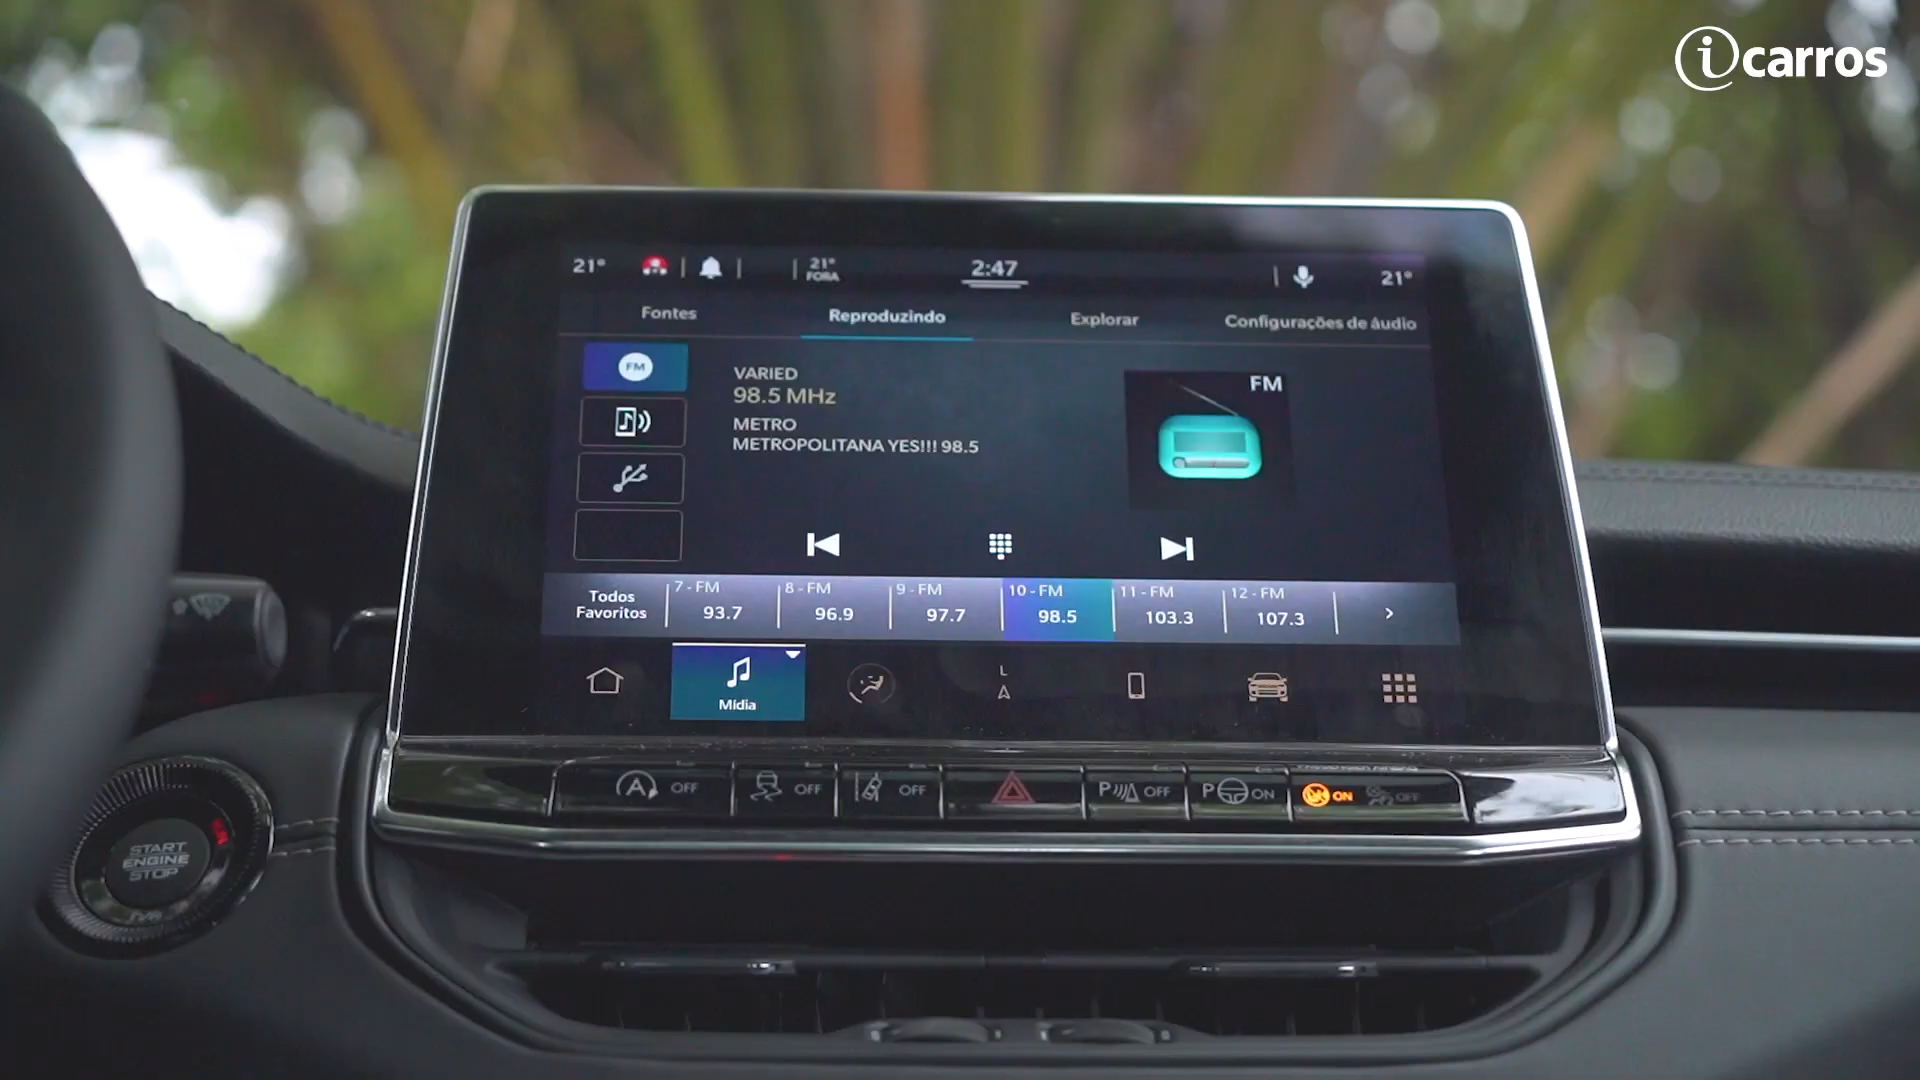 icarros
21°
21°
FORA
2:47
21°
Fontes
Reproduzindo
Explorar
Configurações de áudio
FM
VARIED
98.5 MHz
METRO
METROPOLITANA YES!!! 98.5
FM
Todos
Favoritos
7 - FM
93.7
8 - FM
96.9
9 - FM
97.7
10 - FM
98.5
11 - FM
103.3
12 - FM
107.3
L
Mídia
A OFF
OFF
OFF
P OFF
P ON
ON
OFF
START
ENGINE
STOP